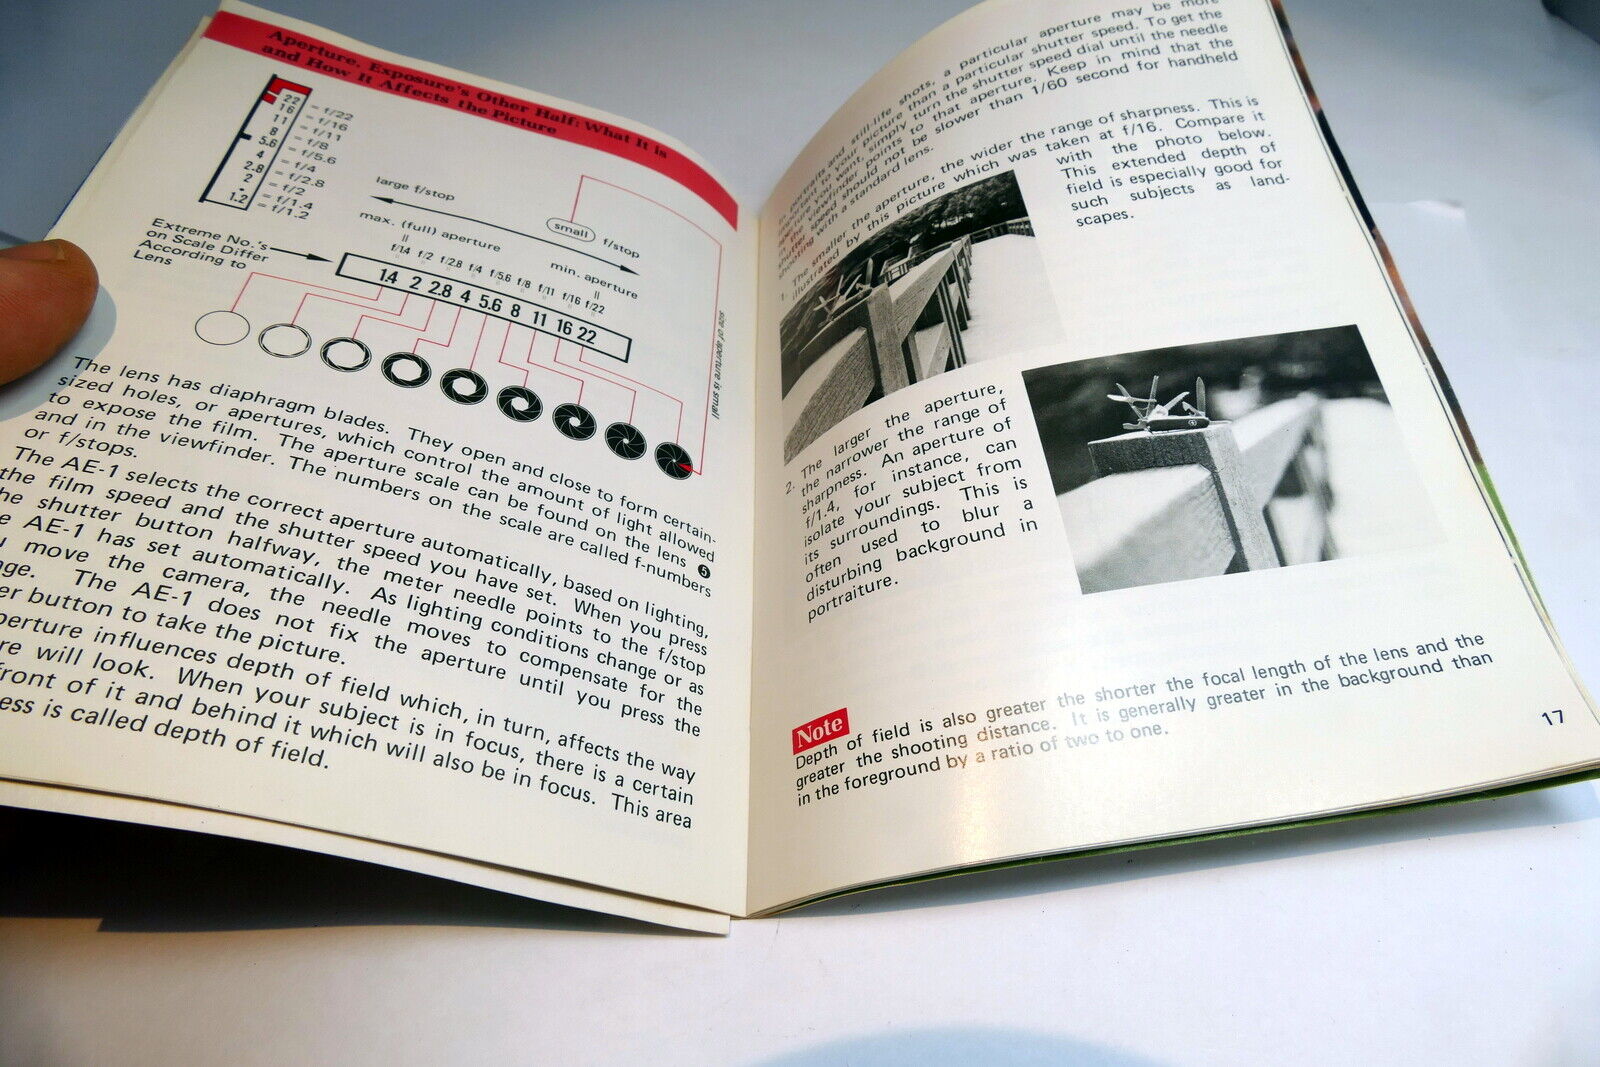 Aperture, Exposure's Other Half: What It is
and How It Affects the Picture
22 = f/22
16 = f/16
11 = f/11
8 = f/8
5.6 = f/5.6
4 = f/4
2.8 = f/2.8
2 = f/2
= f/1.4
1.2 = f/1.2
large f/stop
small f/stop
max. (full) aperture
min. aperture
Extreme No.'s
on Scale Differ
According to
Lens
f/1.4 f/2 f/2.8 f/4 f/5.6 f/8 f/11 f/16 f/22
1.4 2 2.8 4 5.6 8 11 16 22
size of aperture is small
The lens has diaphragm blades. They open and close to form certain-
sized holes, or apertures, which control the amount of light allowed
to expose the film. The aperture scale can be found on the lens 5
and in the viewfinder. The numbers on the scale are called f-numbers
or f/stops.
The AE-1 selects the correct aperture automatically, based on lighting,
the film speed and the shutter speed you have set. When you press
the shutter button halfway, the meter needle points to the f/stop
AE-1 has set automatically. As lighting conditions change or as
move the camera, the needle moves to compensate for the
The AE-1 does not fix the aperture until you press the
button to take the picture.
influences depth of field which, in turn, affects the way
will look. When your subject is in focus, there is a certain
front of it and behind it which will also be in focus. This area
is called depth of field.
and still-life shots, a particular aperture may be more
to your picture than a particular shutter speed. To get the
you want, simply turn the shutter speed dial until the needle
in the viewfinder points to that aperture. Keep in mind that the
shutter speed should not be slower than 1/60 second for handheld
shooting with a standard lens.
1. The smaller the aperture, the wider the range of sharpness. This is
illustrated by this picture which was taken at f/16. Compare it
with the photo below.
This extended depth of
field is especially good for
such subjects as land-
scapes.
2. The larger the aperture,
the narrower the range of
sharpness. An aperture of
f/1.4, for instance, can
isolate your subject from
its surroundings. This is
often used to blur a
disturbing background in
portraiture.
Note
Depth of field is also greater the shorter the focal length of the lens and the
greater the shooting distance. It is generally greater in the background than
in the foreground by a ratio of two to one.
17